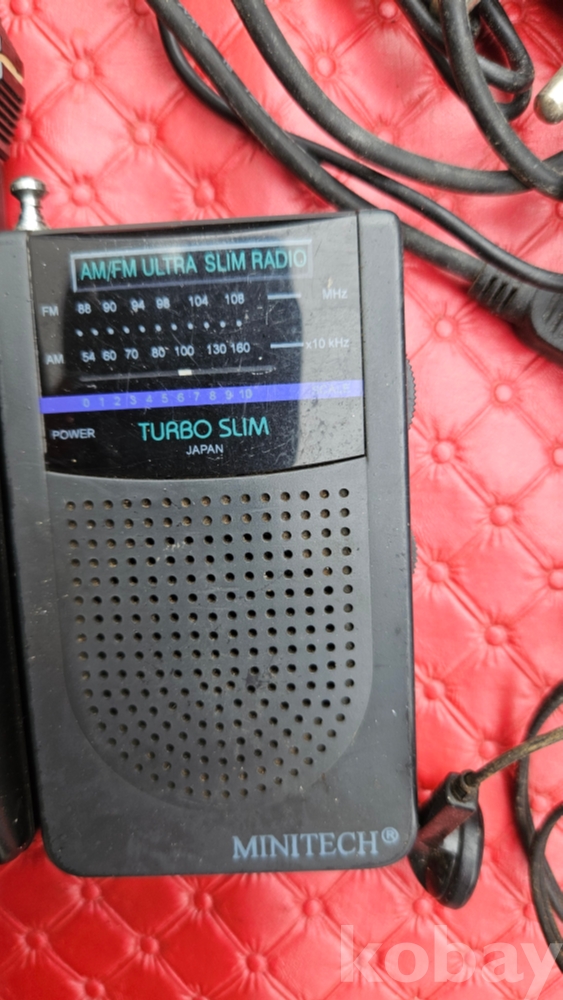 AM/FM ULTRA SLIM RADIO
FM 88 90 94 98 104 108 MHz
AM 54 60 70 80 100 130 160 x10 kHz
0 1 2 3 4 5 6 7 8 9 10 SCALE
POWER TURBO SLIM
JAPAN
MINITECH®
kobay